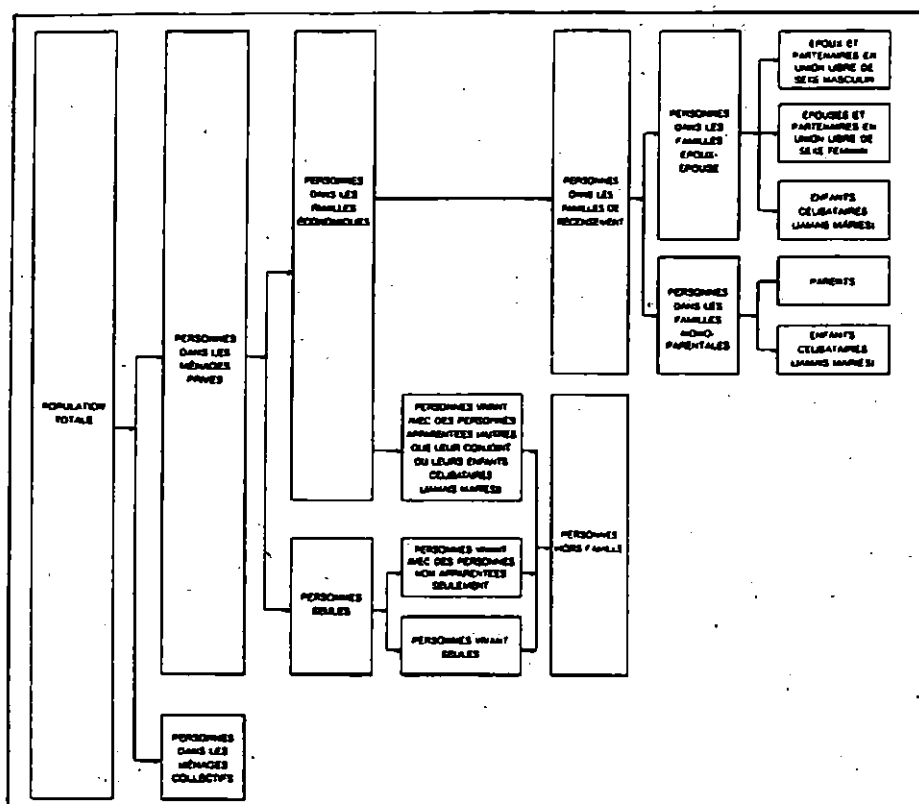 POPULATION
TOTALE
PERSONNES
DANS LES
MÉNAGES
PRIVÉS
PERSONNES
DANS LES
MÉNAGES
COLLECTIFS
PERSONNES
DANS LES
FAMILLES
ÉCONOMIQUES
PERSONNES
SEULES
PERSONNES VIVANT
AVEC DES PERSONNES
APPARENTÉES (AUTRES
QUE LEUR CONJOINT
OU LEURS ENFANTS
CÉLIBATAIRES
(JAMAIS MARIÉS))
PERSONNES VIVANT
AVEC DES PERSONNES
NON APPARENTÉES
SEULEMENT
PERSONNES VIVANT
SEULES
PERSONNES
DANS LES
FAMILLES DE
RECENSEMENT
PERSONNES
HORS FAMILLE
PERSONNES
DANS LES
FAMILLES
ÉPOUX-
ÉPOUSE
PERSONNES
DANS LES
FAMILLES
MONO-
PARENTALES
ÉPOUX ET
PARTENAIRES EN
UNION LIBRE DE
SEXE MASCULIN
ÉPOUSES ET
PARTENAIRES EN
UNION LIBRE DE
SEXE FÉMININ
ENFANTS
CÉLIBATAIRES
(JAMAIS MARIÉS)
PARENTS
ENFANTS
CÉLIBATAIRES
(JAMAIS MARIÉS)